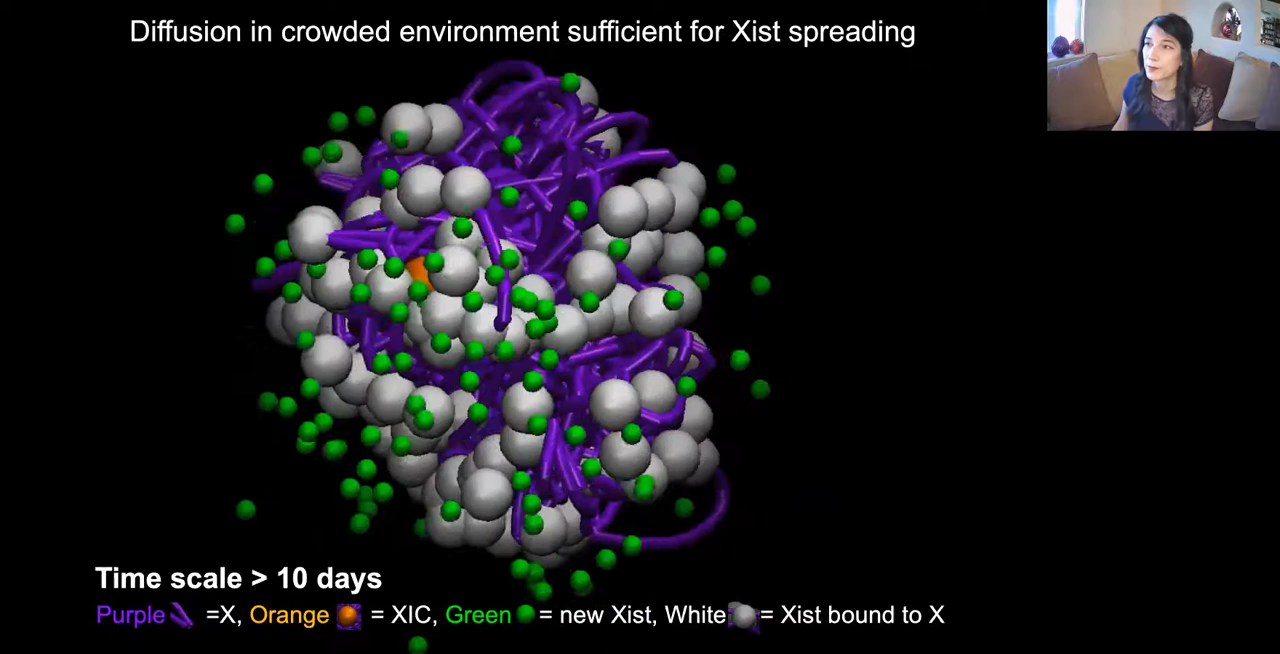 Diffusion in crowded environment sufficient for Xist spreading
Time scale > 10 days
Purple =X, Orange = XIC, Green = new Xist, White = Xist bound to X